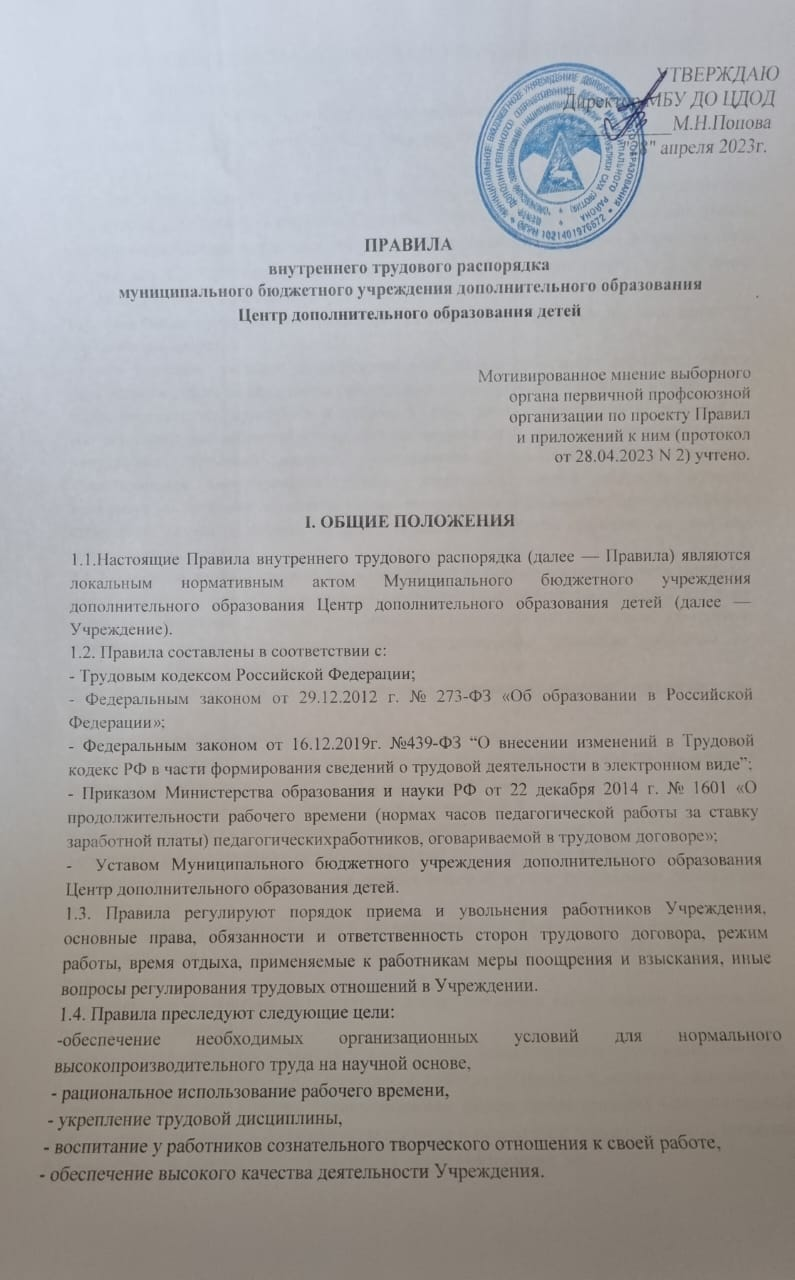 УТВЕРЖДАЮ
Директор МБУ ДО ЦДОД
М.Н.Попова
8" апреля 2023г.
ОГРН 1021401976572
ПРАВИЛА
внутреннего трудового распорядка
муниципального бюджетного учреждения дополнительного образования
Центр дополнительного образования детей
Мотивированное мнение выборного
органа первичной профсоюзной
организации по проекту Правил
и приложений к ним (протокол
от 28.04.2023 N 2) учтено.
I. ОБЩИЕ ПОЛОЖЕНИЯ
1.1.Настоящие Правила внутреннего трудового распорядка (далее — Правила) являются
локальным нормативным актом Муниципального бюджетного учреждения
дополнительного образования Центр дополнительного образования детей (далее —
Учреждение).
1.2. Правила составлены в соответствии с:
- Трудовым кодексом Российской Федерации;
- Федеральным законом от 29.12.2012 г. № 273-ФЗ «Об образовании в Российской
Федерации»;
- Федеральным законом от 16.12.2019г. №439-ФЗ “О внесении изменений в Трудовой
кодекс РФ в части формирования сведений о трудовой деятельности в электронном виде”;
- Приказом Министерства образования и науки РФ от 22 декабря 2014 г. № 1601 «О
продолжительности рабочего времени (нормах часов педагогической работы за ставку
заработной платы) педагогическихработников, оговариваемой в трудовом договоре»;
- Уставом Муниципального бюджетного учреждения дополнительного образования
Центр дополнительного образования детей.
1.3. Правила регулируют порядок приема и увольнения работников Учреждения,
основные права, обязанности и ответственность сторон трудового договора, режим
работы, время отдыха, применяемые к работникам меры поощрения и взыскания, иные
вопросы регулирования трудовых отношений в Учреждении.
1.4. Правила преследуют следующие цели:
-обеспечение необходимых организационных условий для нормального
высокопроизводительного труда на научной основе,
- рациональное использование рабочего времени,
- укрепление трудовой дисциплины,
- воспитание у работников сознательного творческого отношения к своей работе,
- обеспечение высокого качества деятельности Учреждения.